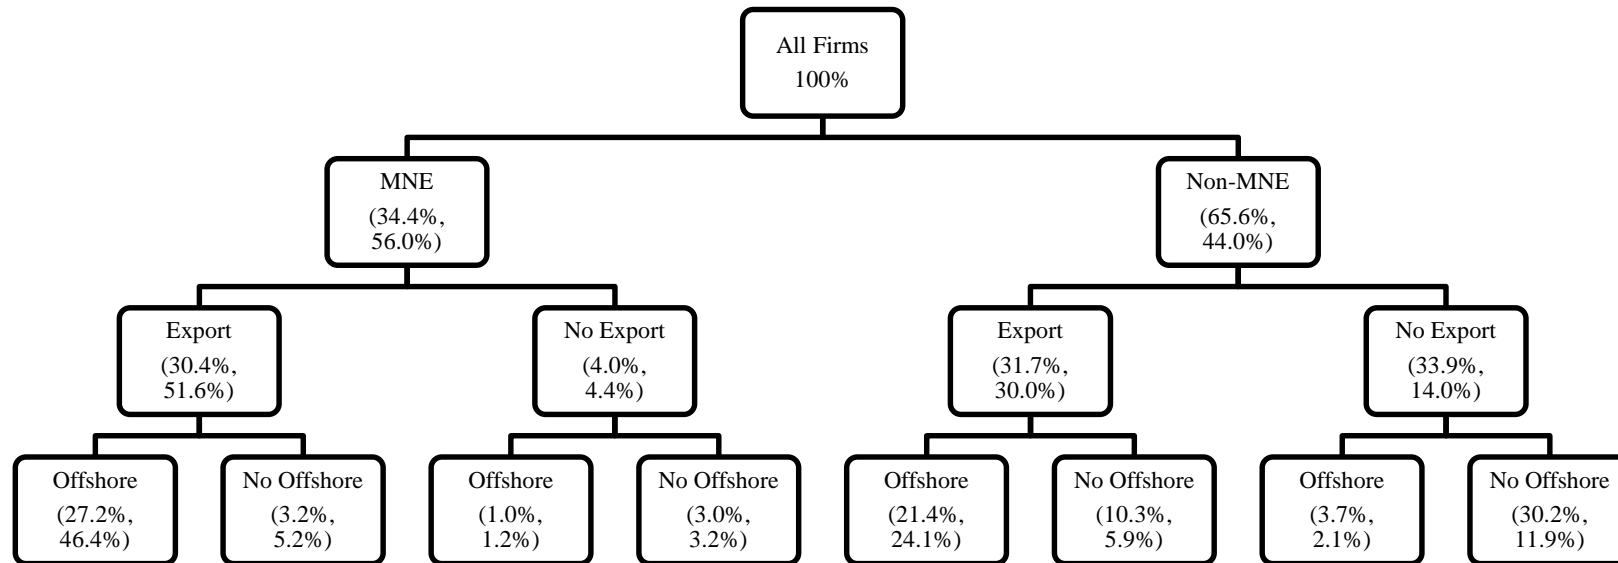 All Firms
100%
MNE
(34.4%,
56.0%)
Non-MNE
(65.6%,
44.0%)
Export
(30.4%,
51.6%)
No Export
(4.0%,
4.4%)
Export
(31.7%,
30.0%)
No Export
(33.9%,
14.0%)
Offshore
(27.2%,
46.4%)
No Offshore
(3.2%,
5.2%)
Offshore
(1.0%,
1.2%)
No Offshore
(3.0%,
3.2%)
Offshore
(21.4%,
24.1%)
No Offshore
(10.3%,
5.9%)
Offshore
(3.7%,
2.1%)
No Offshore
(30.2%,
11.9%)